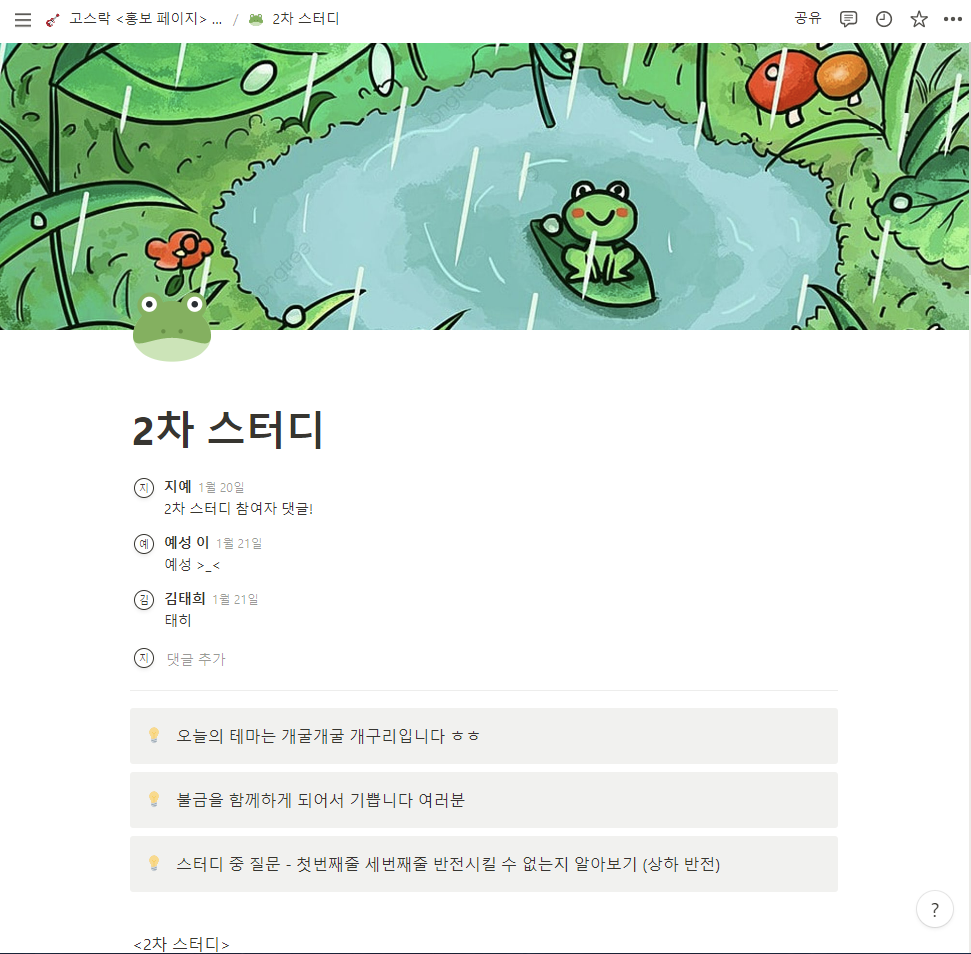 고스락 <홍보 페이지> ... / 2차 스터디
공유
2차 스터디
지 지예 1월 20일
2차 스터디 참여자 댓글!
예 예성 이 1월 21일
예성 >_<
김 김태희 1월 21일
태히
지 댓글 추가
오늘의 테마는 개굴개굴 개구리입니다 ㅎㅎ
불금을 함께하게 되어서 기쁩니다 여러분
스터디 중 질문 - 첫번째줄 세번째줄 반전시킬 수 없는지 알아보기 (상하 반전)
?
<2차 스터디>